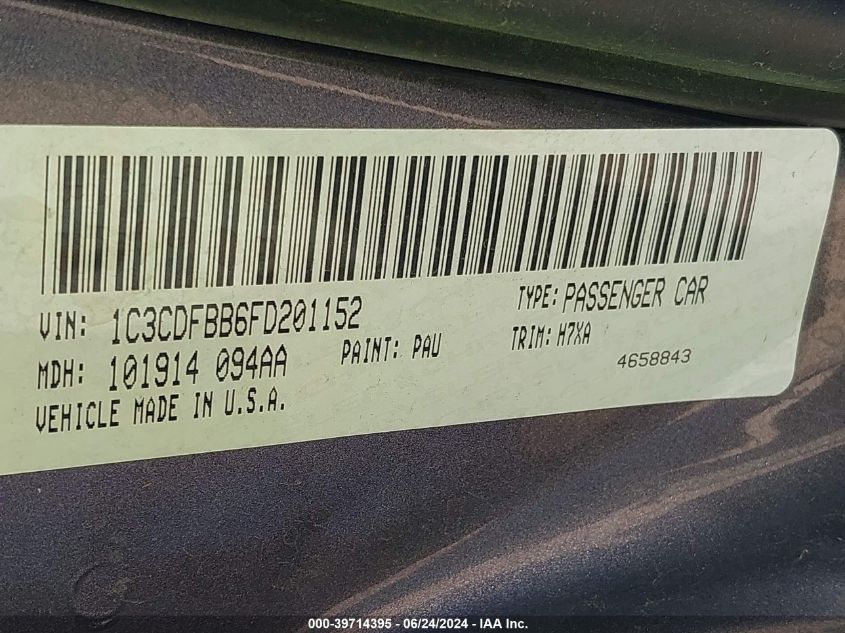 VIN: 1C3CDFBB6FD201152 TYPE: PASSENGER CAR
MDH: 101914 094AA PAINT: PAU TRIM: H7XA
VEHICLE MADE IN U.S.A. 4658843
000-39714395 - 06/24/2024 - IAA Inc.